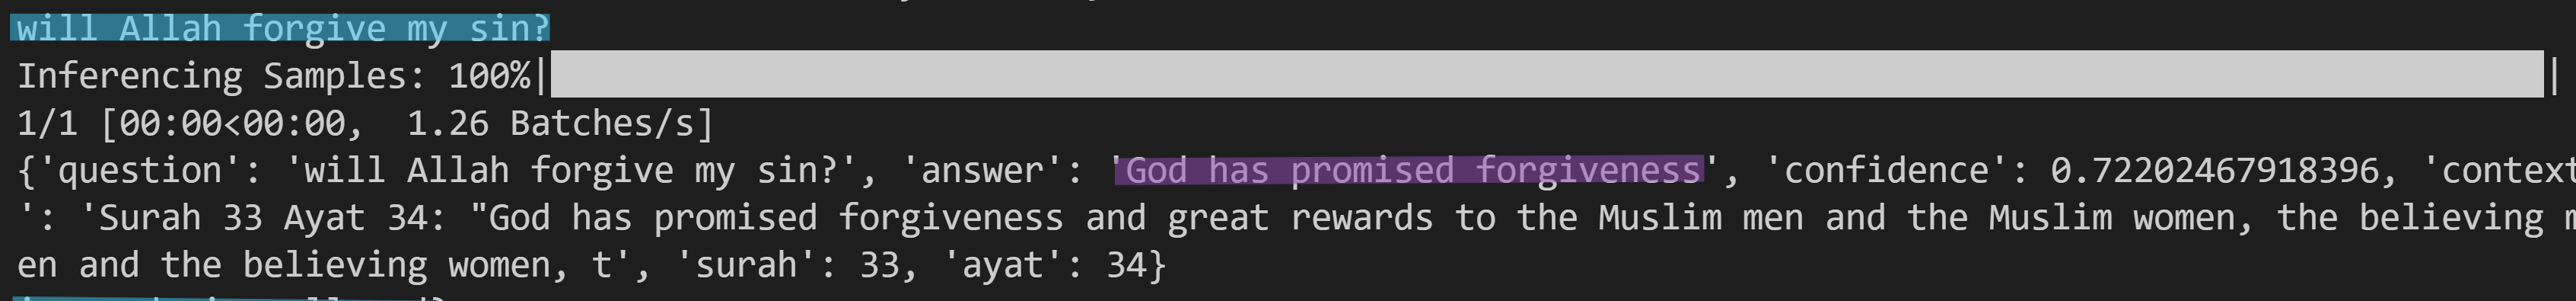 will Allah forgive my sin?
Inferencing Samples: 100%| |
1/1 [00:00<00:00,  1.26 Batches/s]
{'question': 'will Allah forgive my sin?', 'answer': 'God has promised forgiveness', 'confidence': 0.72202467918396, 'context
': 'Surah 33 Ayat 34: "God has promised forgiveness and great rewards to the Muslim men and the Muslim women, the believing m
en and the believing women, t', 'surah': 33, 'ayat': 34}